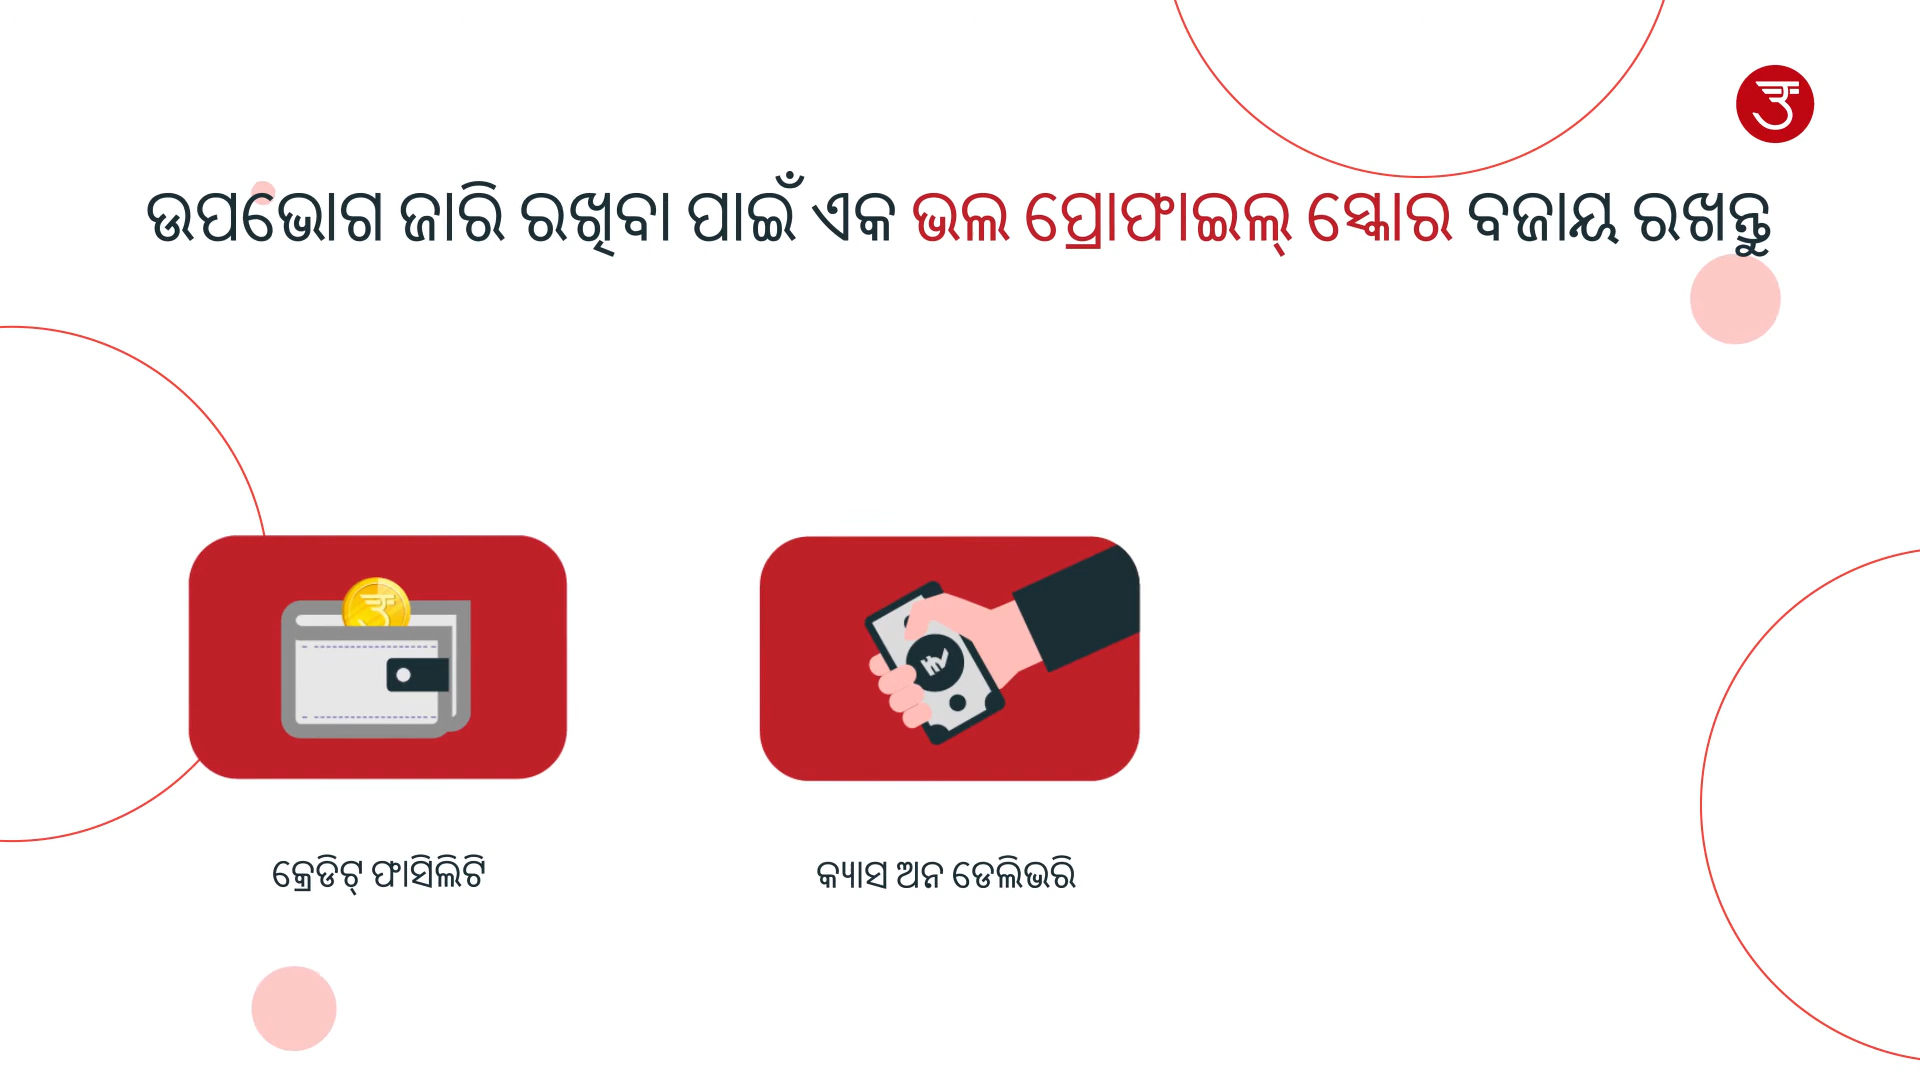 ଉପଭୋଗ ଜାରି ରଖିବା ପାଇଁ ଏକ ଭଲ ପ୍ରୋଫାଇଲ୍ ସ୍କୋର ବଜାୟ ରଖନ୍ତୁ
କ୍ରେଡିଟ୍ ଫାସିଲିଟି
କ୍ୟାସ ଅନ ଡେଲିଭରି